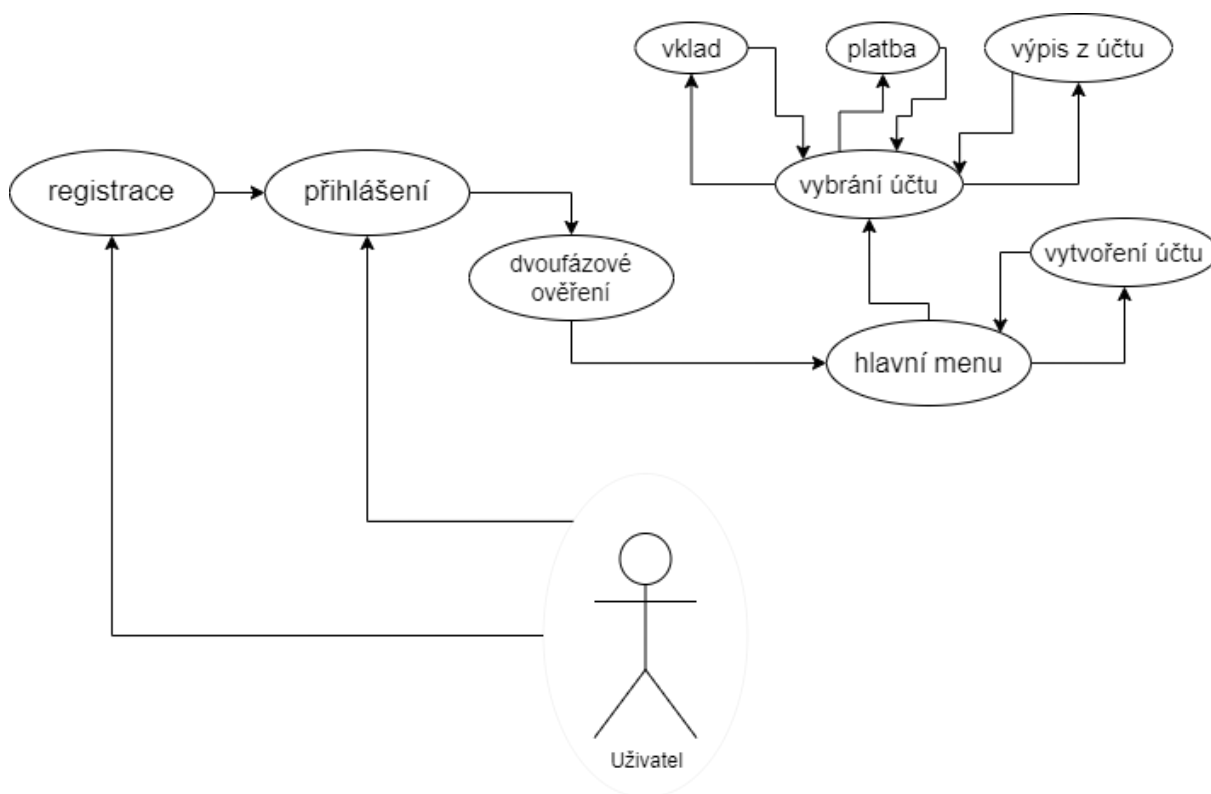 vklad
platba
výpis z účtu
registrace
přihlášení
vybrání účtu
dvoufázové
ověření
vytvoření účtu
hlavní menu
Uživatel